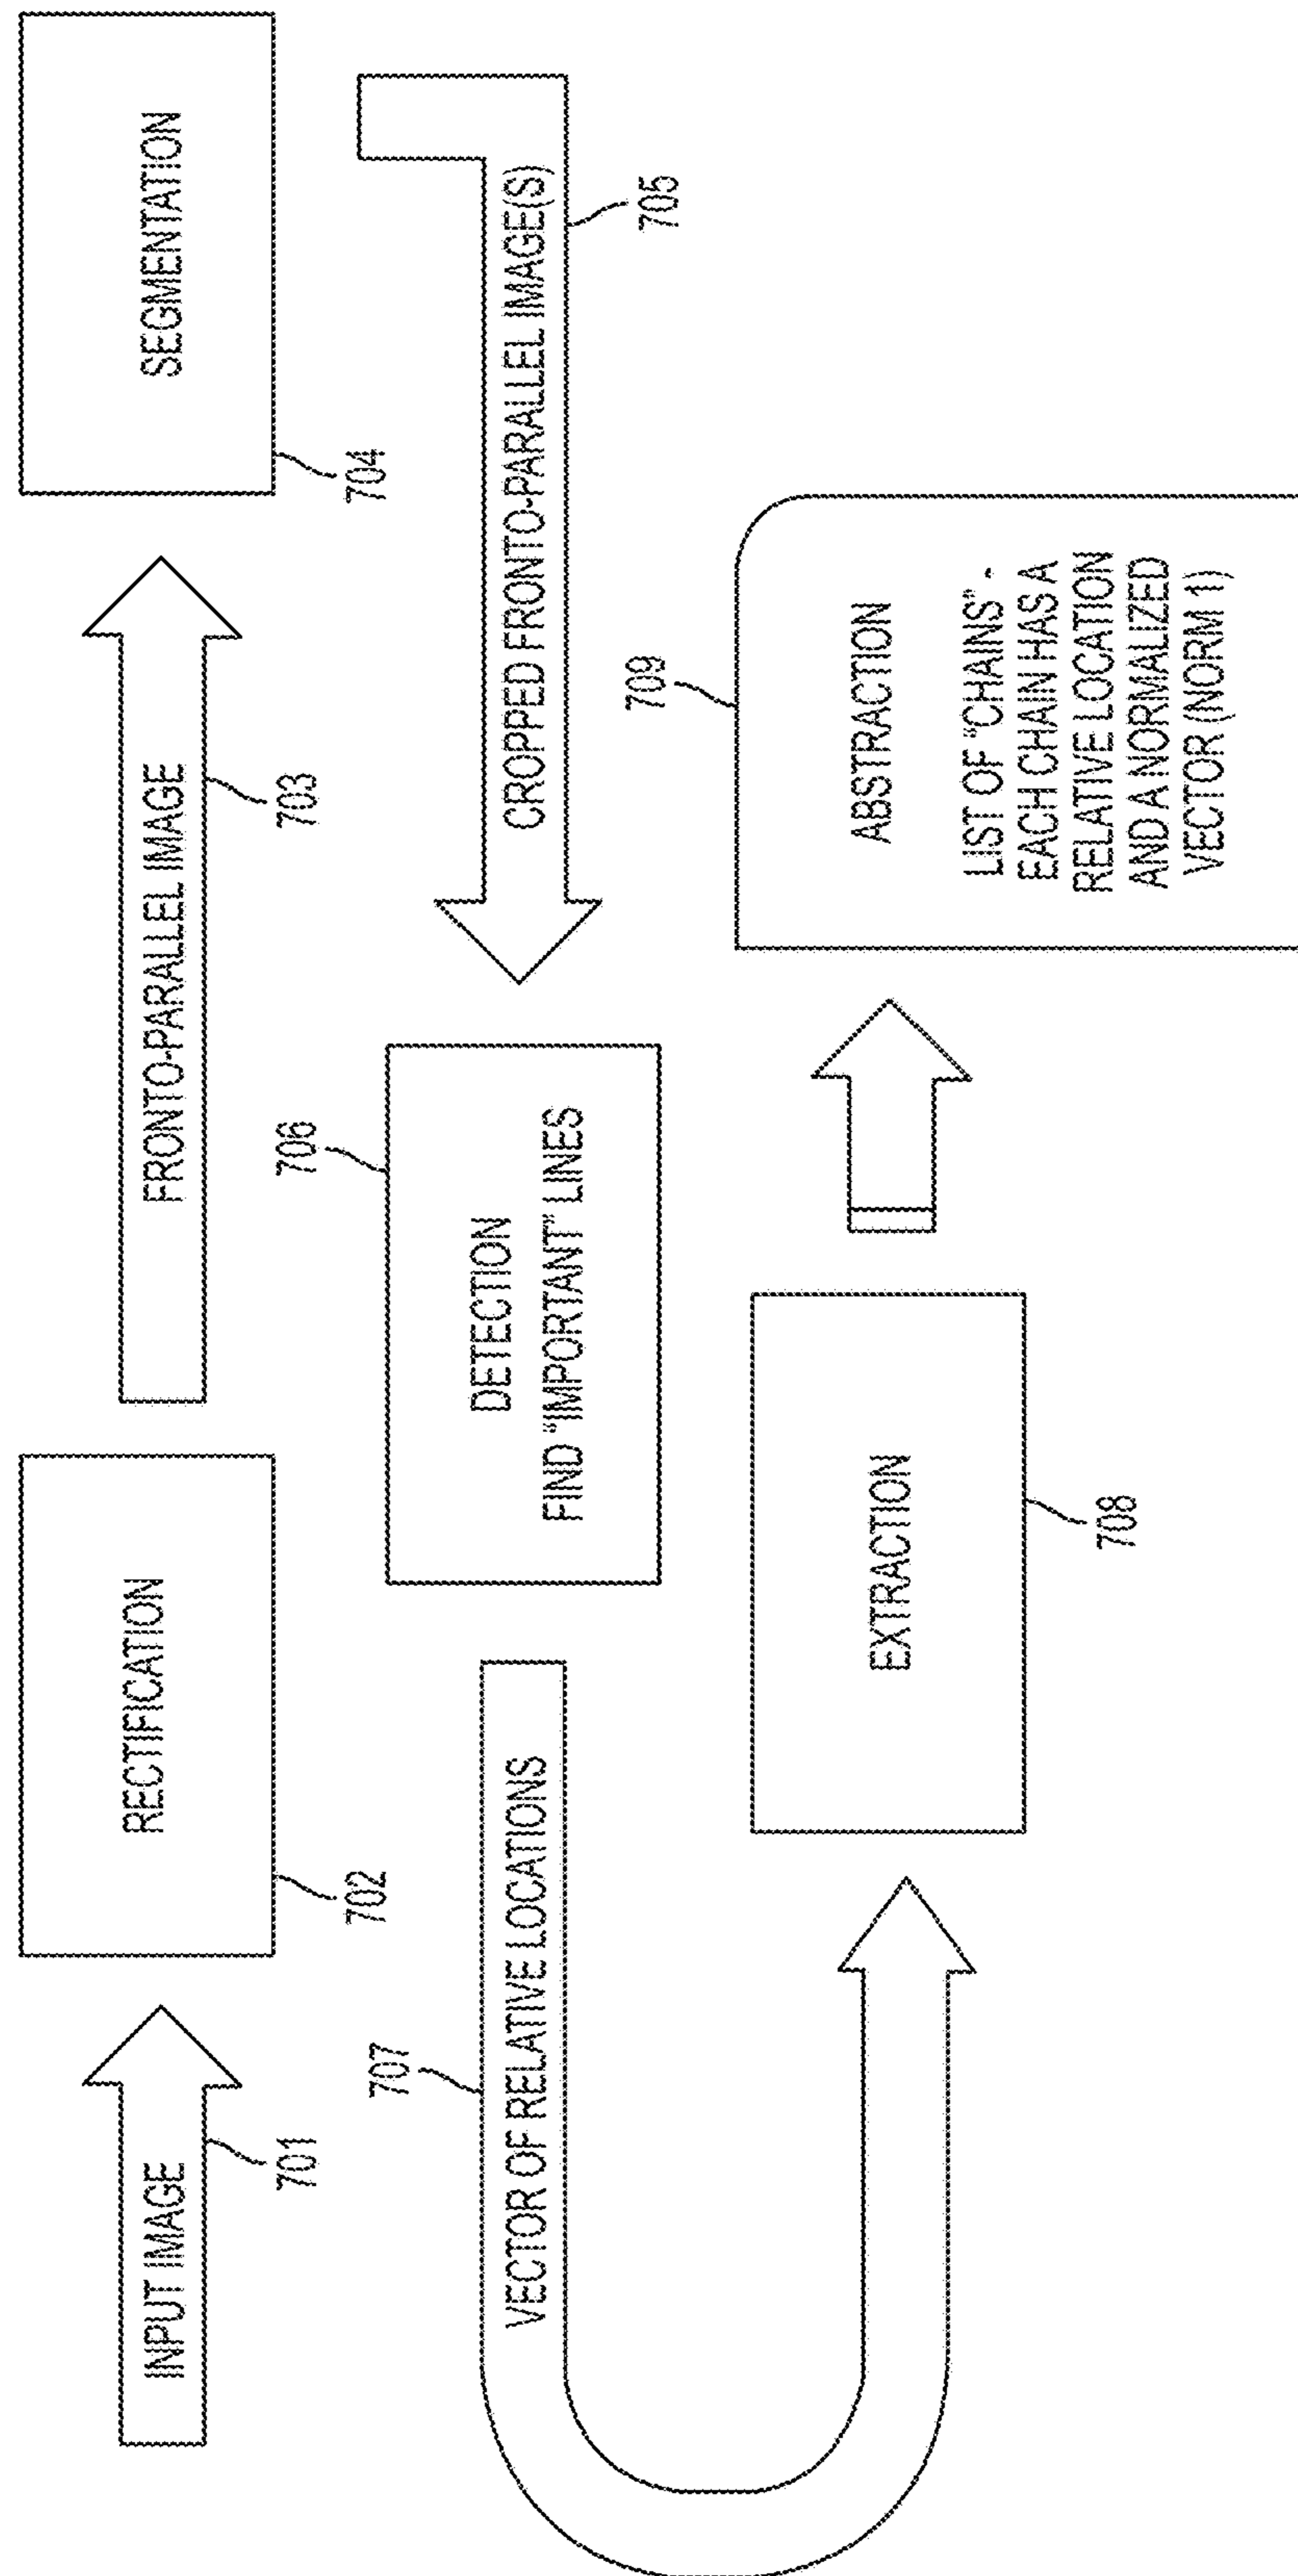 INPUT IMAGE
701
RECTIFICATION
702
FRONTO-PARALLEL IMAGE
703
SEGMENTATION
704
CROPPED FRONTO-PARALLEL IMAGE(S)
705
706
DETECTION
FIND "IMPORTANT" LINES
707
VECTOR OF RELATIVE LOCATIONS
EXTRACTION
708
709
ABSTRACTION
LIST OF "CHAINS" -
EACH CHAIN HAS A
RELATIVE LOCATION
AND A NORMALIZED
VECTOR (NORM 1)